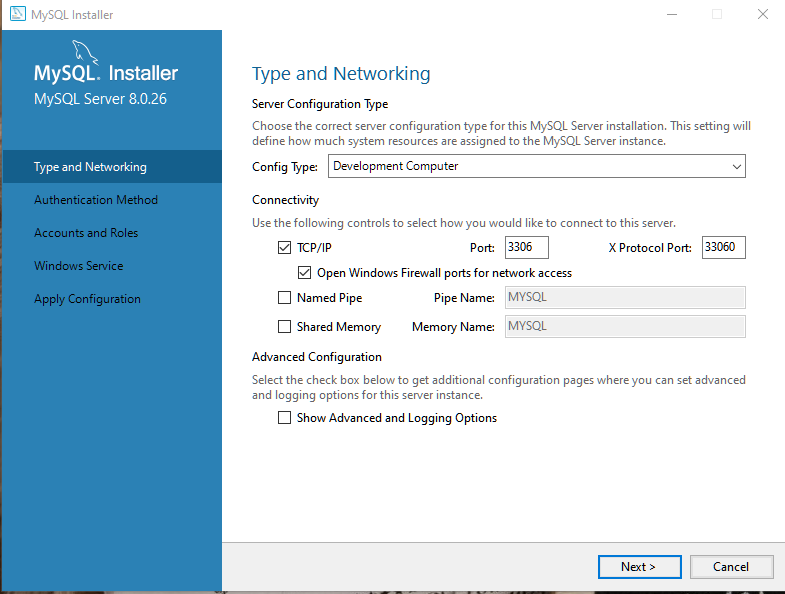 MySQL Installer
MySQL. Installer
MySQL Server 8.0.26
Type and Networking
Authentication Method
Accounts and Roles
Windows Service
Apply Configuration
Type and Networking
Server Configuration Type
Choose the correct server configuration type for this MySQL Server installation. This setting will
define how much system resources are assigned to the MySQL Server instance.
Config Type: Development Computer
Connectivity
Use the following controls to select how you would like to connect to this server.
TCP/IP Port: 3306 X Protocol Port: 33060
Open Windows Firewall ports for network access
Named Pipe Pipe Name: MYSQL
Shared Memory Memory Name: MYSQL
Advanced Configuration
Select the check box below to get additional configuration pages where you can set advanced
and logging options for this server instance.
Show Advanced and Logging Options
Next > Cancel